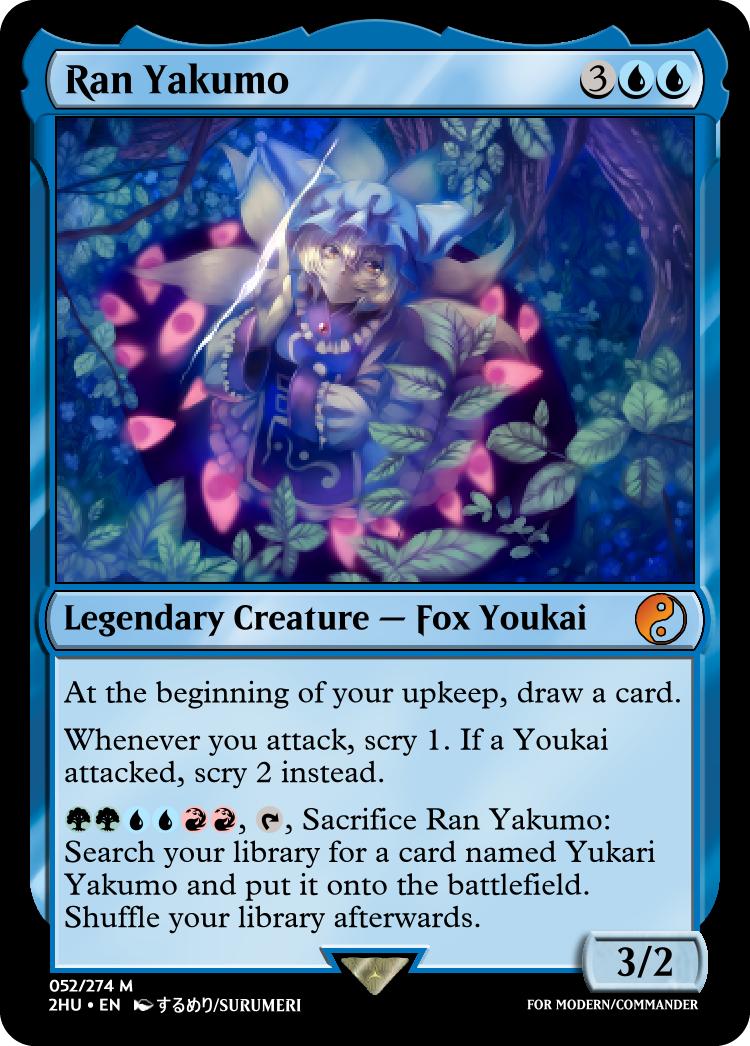 Ran Yakumo 3
At the beginning of your upkeep, draw a card.
Legendary Creature — Fox Youkai
Whenever you attack, scry 1. If a Youkai
attacked, scry 2 instead.
, , Sacrifice Ran Yakumo:
Search your library for a card named Yukari
Yakumo and put it onto the battlefield.
Shuffle your library afterwards.
3/2
052/274 M
2HU • EN するめり/SURUMERI
FOR MODERN/COMMANDER